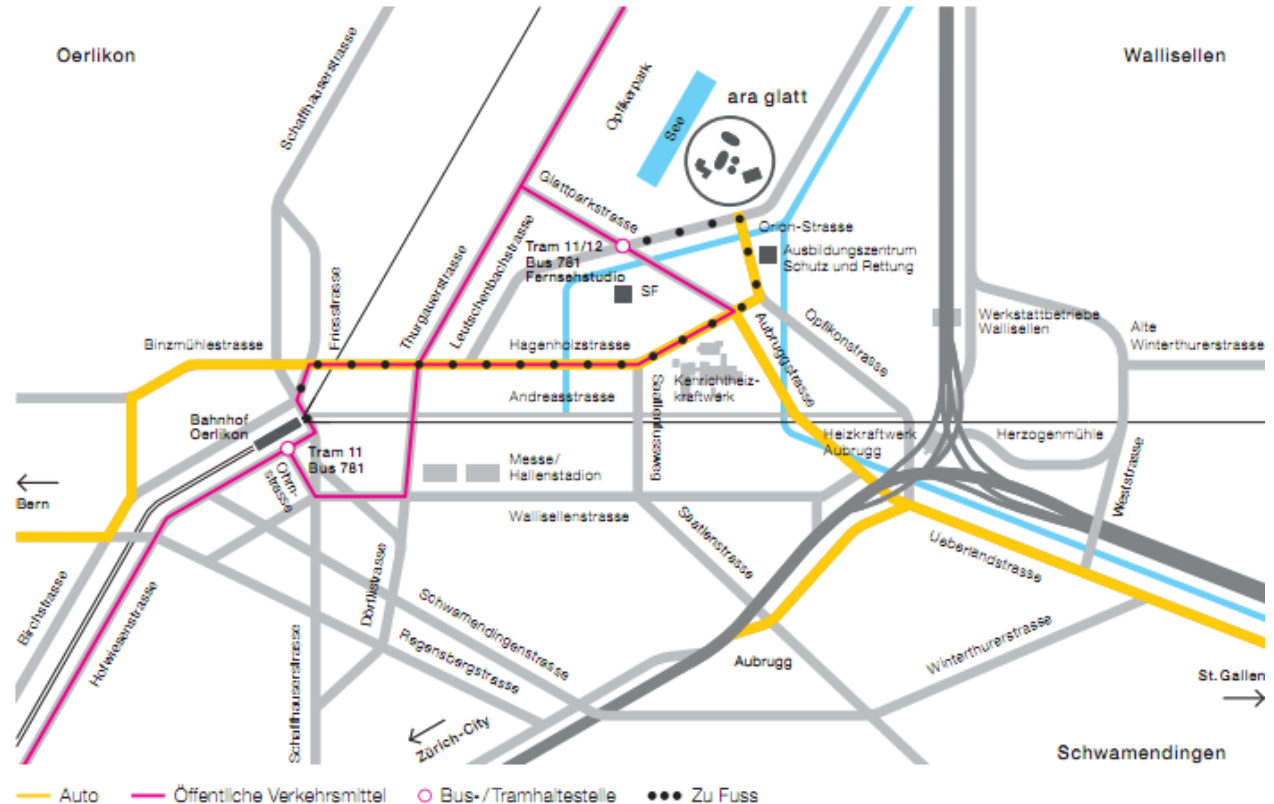 Oerlikon
Wallisellen
Schaffhauserstrasse
Opfikerpark
See
ara glatt
Glattparkstrasse
Orion-Strasse
Tram 11/12
Bus 781
Fernsehstudio
Ausbildungszentrum
Schutz und Rettung
SF
Friesstrasse
Thurgauerstrasse
Leutschenbachstrasse
Binzmühlestrasse
Hagenholzstrasse
Aubruggstrasse
Opfikonstrasse
Werkstattbetriebe
Wallisellen
Alte
Winterthurerstrasse
Kehrichtheiz-
kraftwerk
Andreasstrasse
Saatlenfussweg
Bahnhof
Oerlikon
Tram 11
Bus 781
Ohm-
strasse
Messe/
Hallenstadion
Heizkraftwerk
Aubrugg
Herzogenmühle
Weststrasse
Bern
Wallisellenstrasse
Saatlenstrasse
Ueberlandstrasse
Birchstrasse
Hofwiesenstrasse
Dörflistrasse
Schwamendingenstrasse
Regensbergstrasse
Schaffhauserstrasse
Aubrugg
Winterthurerstrasse
St. Gallen
Zürich-City
Schwamendingen
Auto
Öffentliche Verkehrsmittel
Bus-/Tramhaltestelle
Zu Fuss